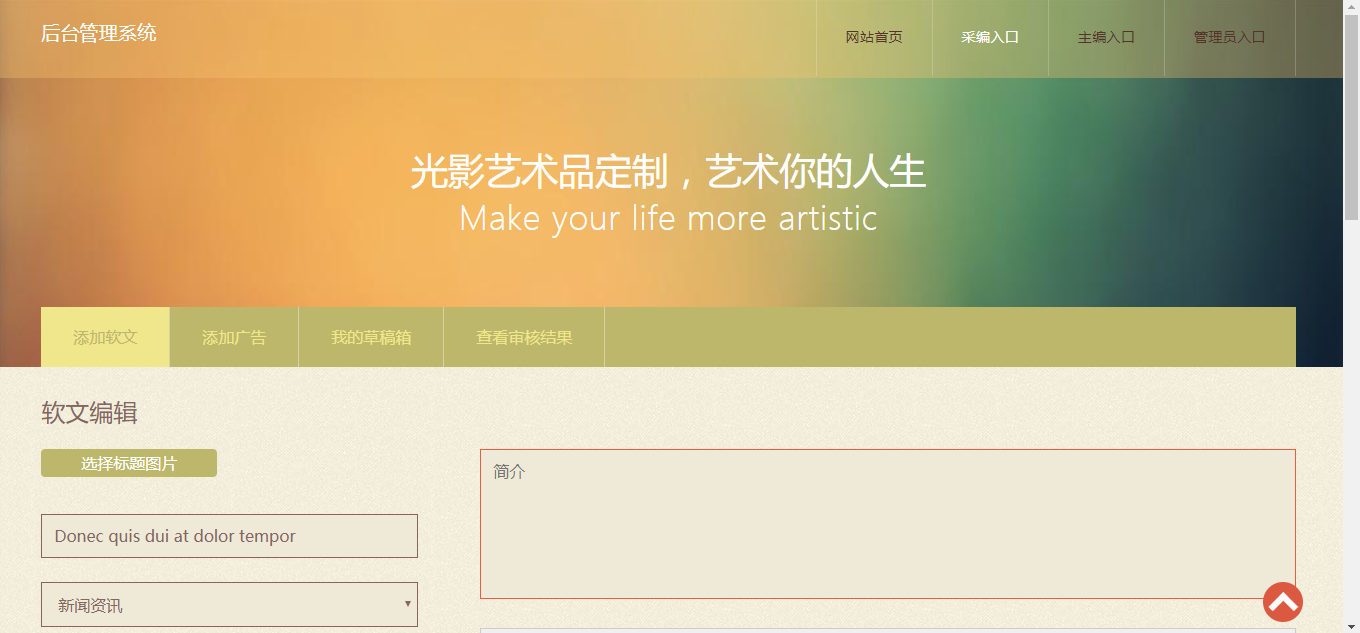 后台管理系统
网站首页
采编入口
主编入口
管理员入口
光影艺术品定制，艺术你的人生
Make your life more artistic
添加软文
添加广告
我的草稿箱
查看审核结果
软文编辑
选择标题图片
简介
Donec quis dui at dolor tempor
新闻资讯